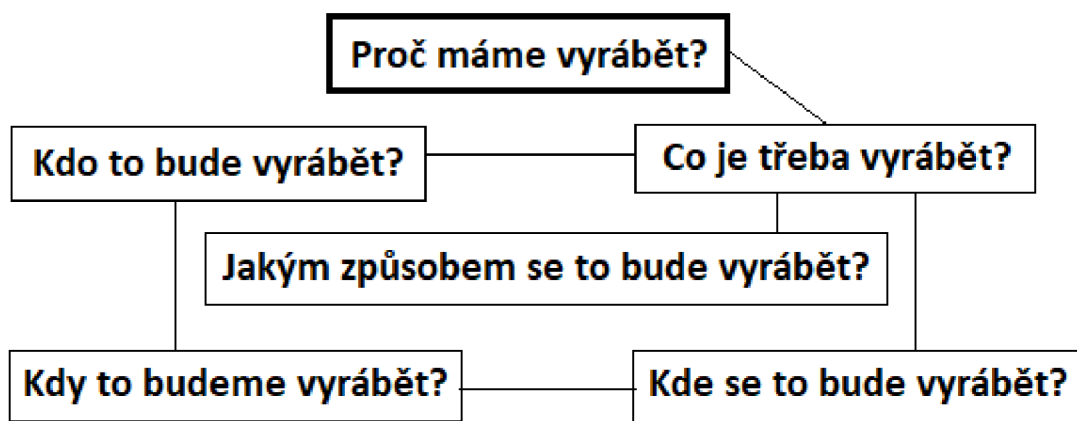 Proč máme vyrábět?
Kdo to bude vyrábět?
Co je třeba vyrábět?
Jakým způsobem se to bude vyrábět?
Kdy to budeme vyrábět?
Kde se to bude vyrábět?